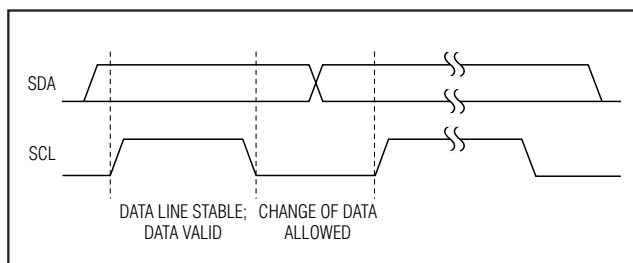 SDA
SCL
DATA LINE STABLE;
DATA VALID
CHANGE OF DATA
ALLOWED